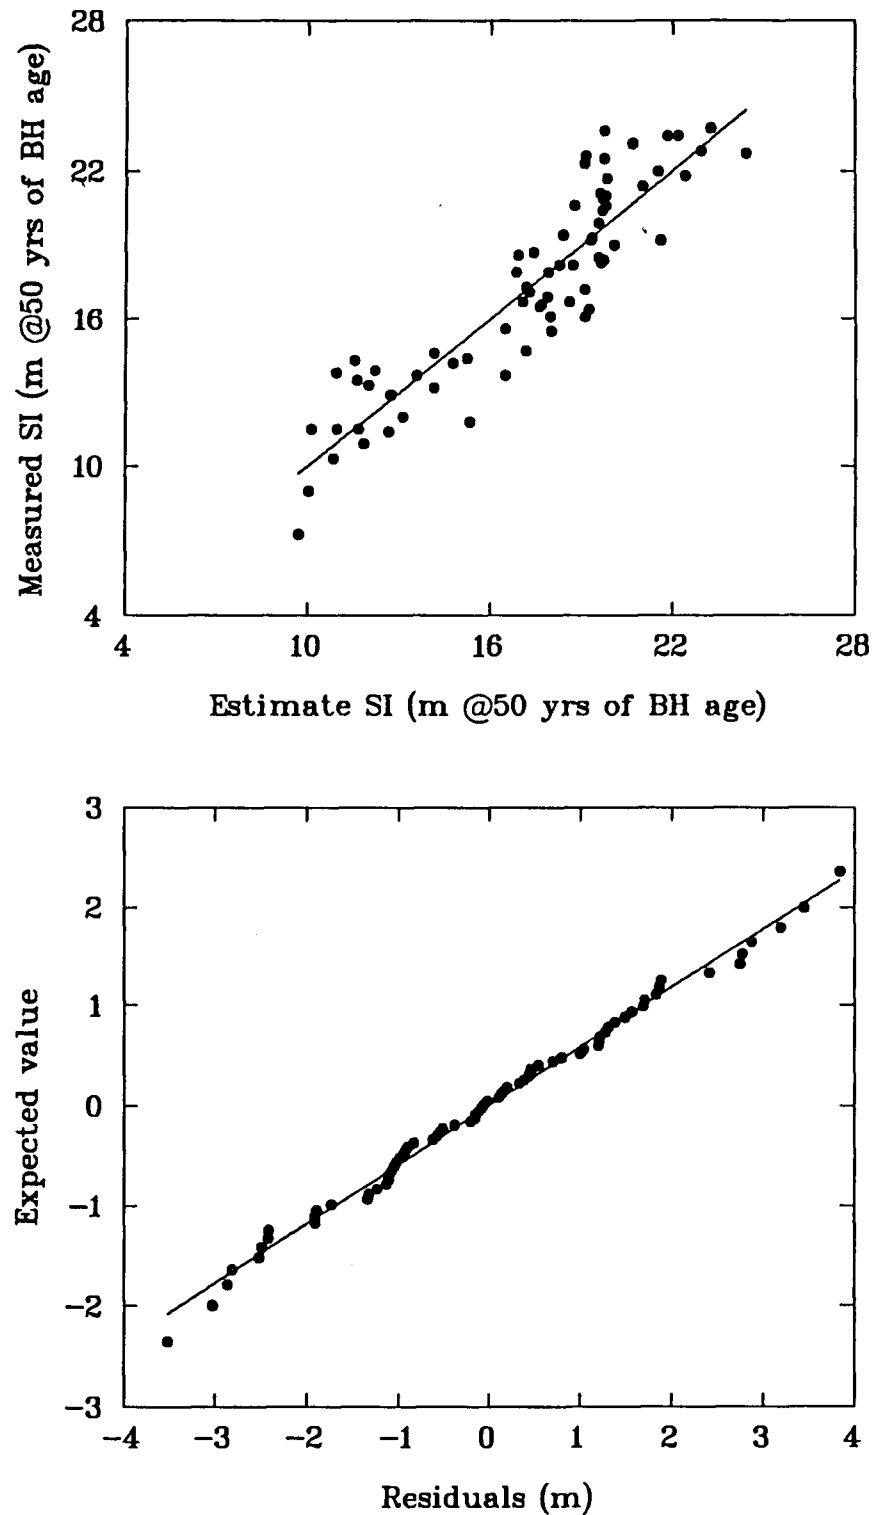 28
22
16
10
4
Measured SI (m @50 yrs of BH age)
4 10 16 22 28
Estimate SI (m @50 yrs of BH age)
3
2
1
0
−1
−2
−3
Expected value
−4 −3 −2 −1 0 1 2 3 4
Residuals (m)